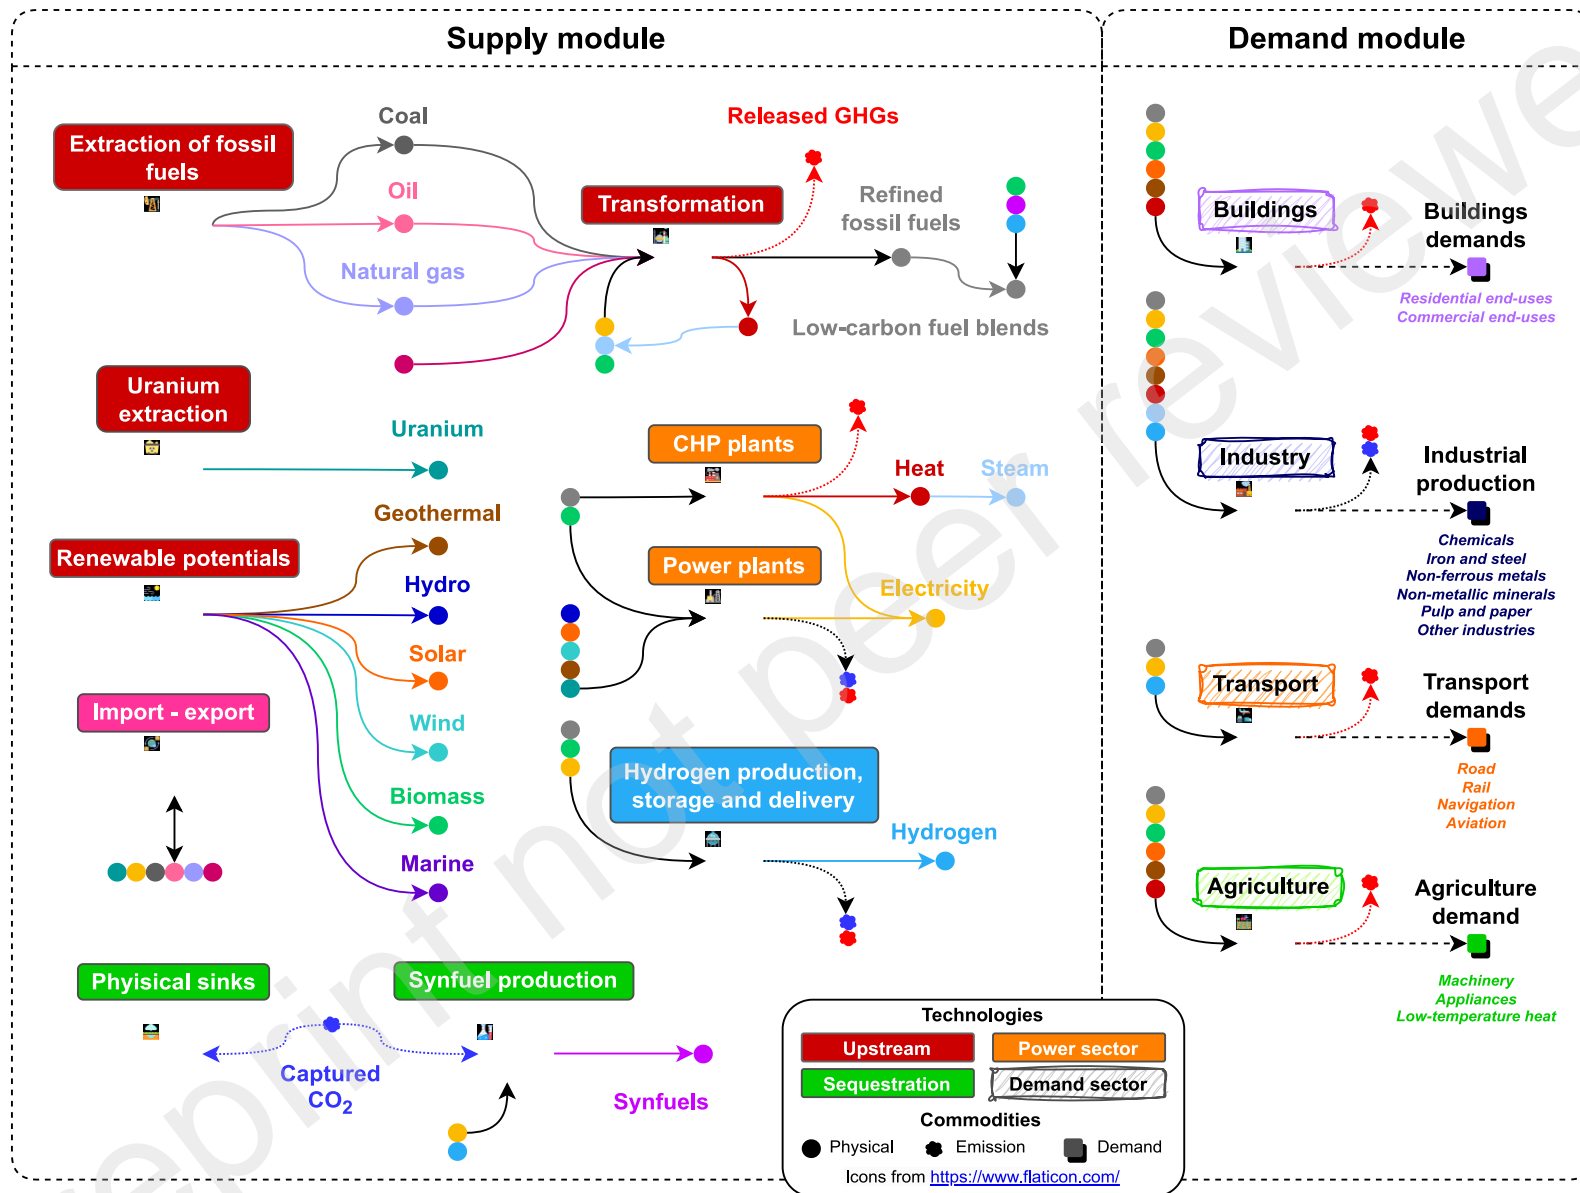 Supply module
Demand module
Extraction of fossil
fuels
Coal
Oil
Natural gas
Transformation
Released GHGs
Refined
fossil fuels
Low-carbon fuel blends
Uranium
extraction
Uranium
CHP plants
Heat
Steam
Renewable potentials
Geothermal
Hydro
Solar
Wind
Biomass
Marine
Power plants
Electricity
Import - export
Hydrogen production,
storage and delivery
Hydrogen
Phyisical sinks
Synfuel production
Captured
CO2
Synfuels
Buildings
Buildings
demands
Residential end-uses
Commercial end-uses
Industry
Industrial
production
Chemicals
Iron and steel
Non-ferrous metals
Non-metallic minerals
Pulp and paper
Other industries
Transport
Transport
demands
Road
Rail
Navigation
Aviation
Agriculture
Agriculture
demand
Machinery
Appliances
Low-temperature heat
Technologies
Upstream
Power sector
Sequestration
Demand sector
Commodities
Physical
Emission
Demand
Icons from https://www.flaticon.com/
reprint not peer reviewe